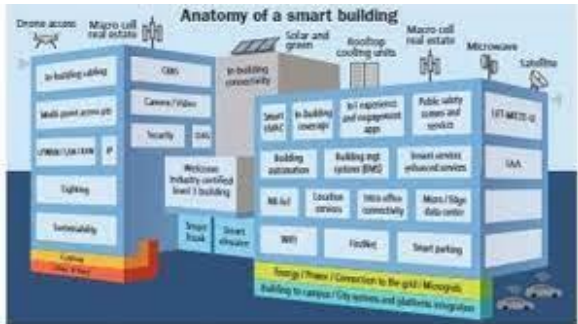 Anatomy of a smart building
Drone access
Macro cell
real estate
Solar and
green
Rooftop
cooling units
Macro cell
real estate
Microwave
Satellite
In-building cabling
CBRS
In-building
connectivity
Multi-point access
Camera / Video
Security
DAS
IP
Lighting
Sustainability
Welcome
Industry certified
level 3 building
Smart
kiosk
Smart
elevator
Smart
HVAC
In-building
coverage
IoT experience
and engagement
apps
Public safety
comms and
services
Building
automation
Building mgt
systems (BMS)
Tenant services
enhanced services
NB-IoT
Location
services
Intra-office
connectivity
Micro / Edge
data center
WiFi
FirstNet
Smart parking
Energy / Power / Connection to the grid / Microgrids
Building to campus / City systems and platforms integration